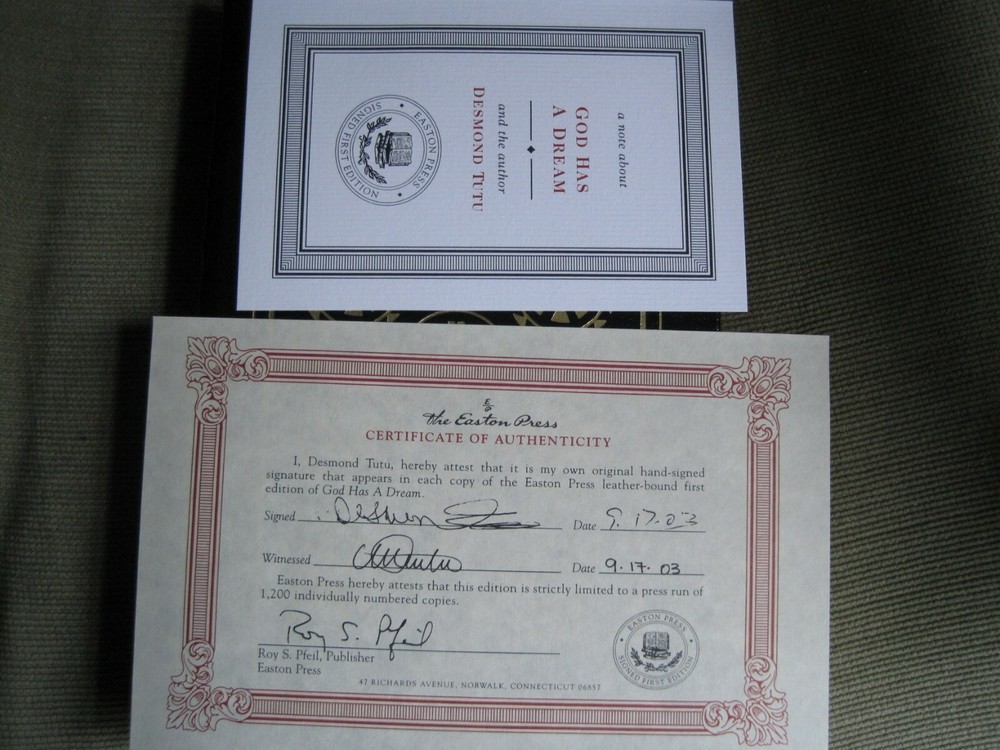 a note about
GOD HAS
A DREAM
and the author
DESMOND TUTU
EASTON PRESS
SIGNED FIRST EDITION
The Easton Press
CERTIFICATE OF AUTHENTICITY
I, Desmond Tutu, hereby attest that it is my own original hand-signed
signature that appears in each copy of the Easton Press leather-bound first
edition of God Has A Dream.
Signed Date 9.17.03
Witnessed Date 9.17.03
Easton Press hereby attests that this edition is strictly limited to a press run of
1,200 individually numbered copies.
Roy S. Pfeil
Roy S. Pfeil, Publisher
Easton Press
EASTON PRESS
SIGNED FIRST EDITION
47 RICHARDS AVENUE, NORWALK, CONNECTICUT 06857